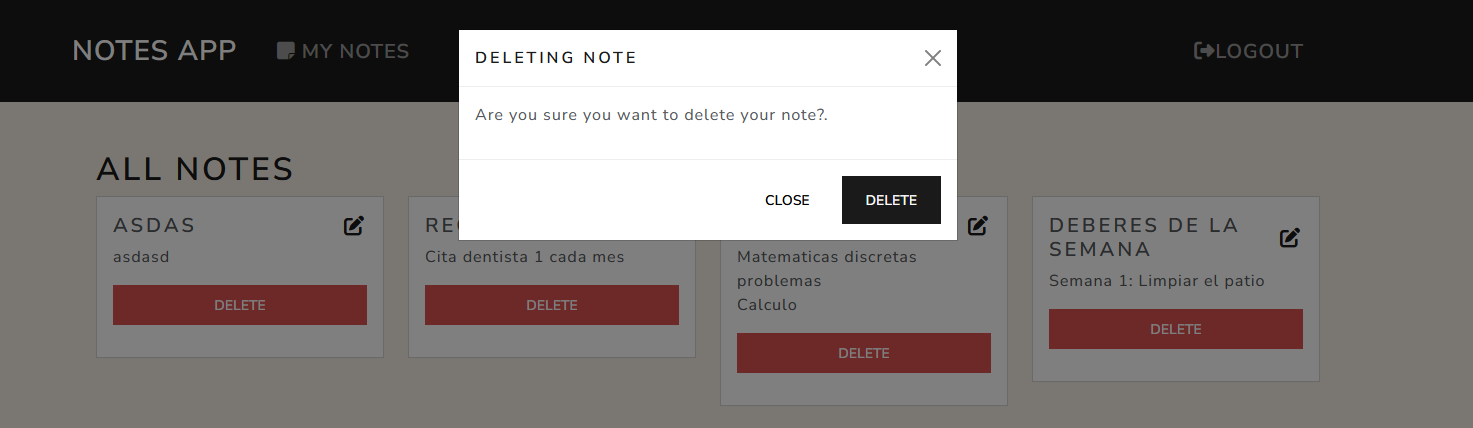 NOTES APP
MY NOTES
LOGOUT
DELETING NOTE
Are you sure you want to delete your note?.
CLOSE
DELETE
ALL NOTES
ASDAS
asdasd
DELETE
Cita dentista 1 cada mes
DELETE
Matematicas discretas
problemas
Calculo
DELETE
DEBERES DE LA
SEMANA
Semana 1: Limpiar el patio
DELETE